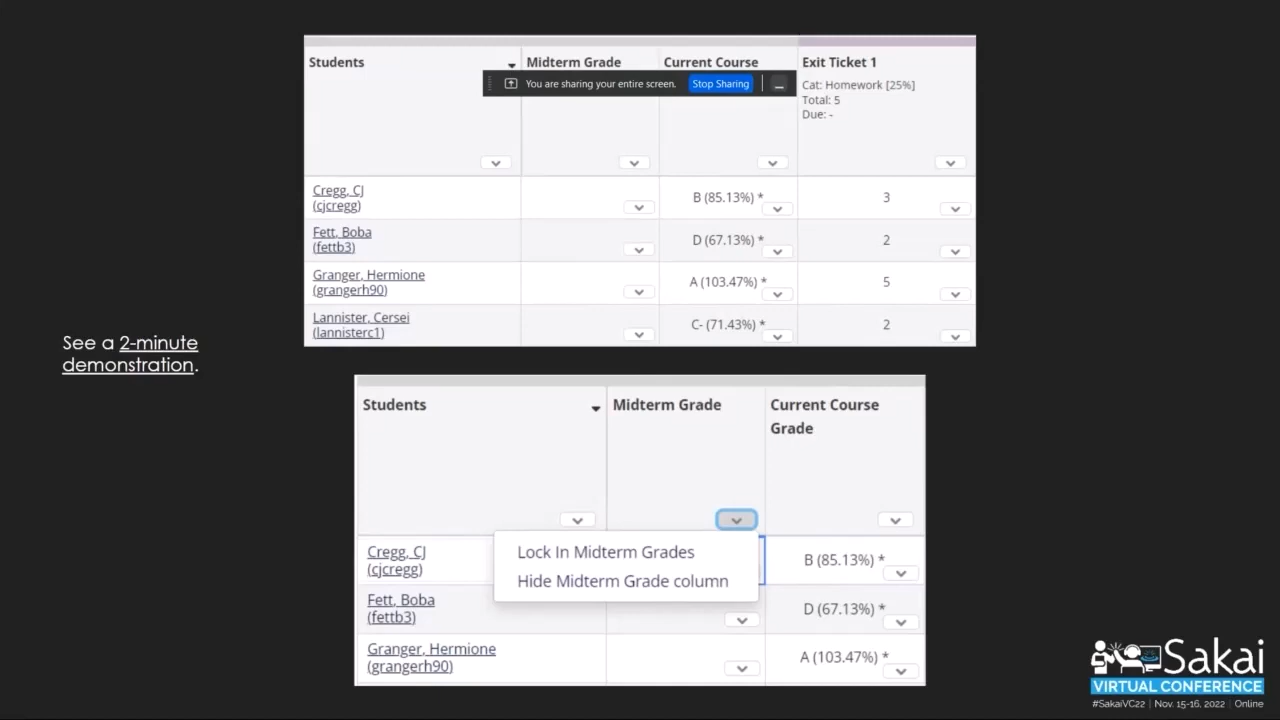 Students
Midterm Grade
Current Course
Exit Ticket 1
You are sharing your entire screen.
Stop Sharing
Cat: Homework [25%]
Total: 5
Due: -
Cregg, CJ
(cjcregg)
B (85.13%) *
3
Fett, Boba
(fettb3)
D (67.13%) *
2
Granger, Hermione
(grangerh90)
A (103.47%) *
5
Lannister, Cersei
(lannisterc1)
C- (71.43%) *
2
See a 2-minute
demonstration.
Students
Midterm Grade
Current Course
Grade
Lock In Midterm Grades
Hide Midterm Grade column
Cregg, CJ
(cjcregg)
B (85.13%) *
Fett, Boba
(fettb3)
D (67.13%) *
Granger, Hermione
(grangerh90)
A (103.47%) *
Sakai
VIRTUAL CONFERENCE
#SakaiVC22 | Nov. 15-16, 2022 | Online